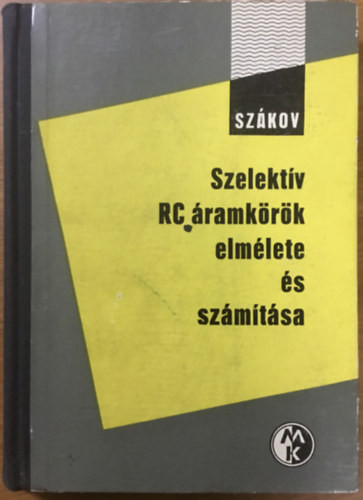 SZÁKOV
Szelektív
RC áramkörök
elmélete
és
számítása
MK